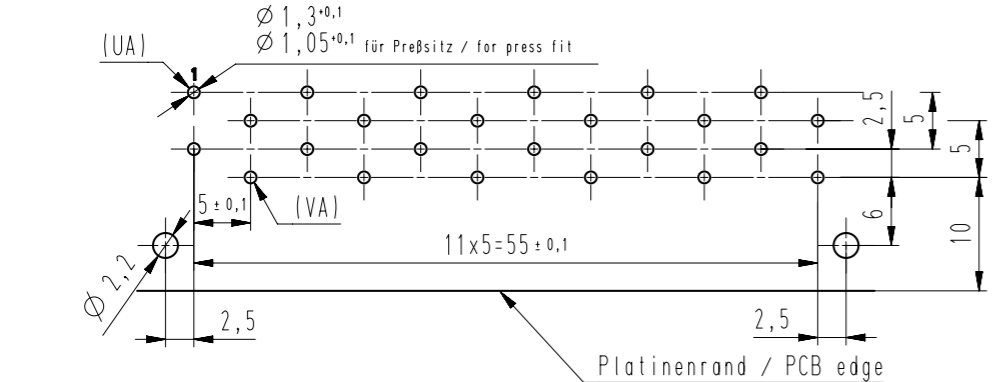 Ø 1,3+0,1
(UA)
Ø 1,05+0,1 für Preßsitz / for press fit
1
2,5
5
5
5±0,1
(VA)
6
10
11x5=55±0,1
Ø 2,2
2,5
2,5
Platinenrand / PCB edge